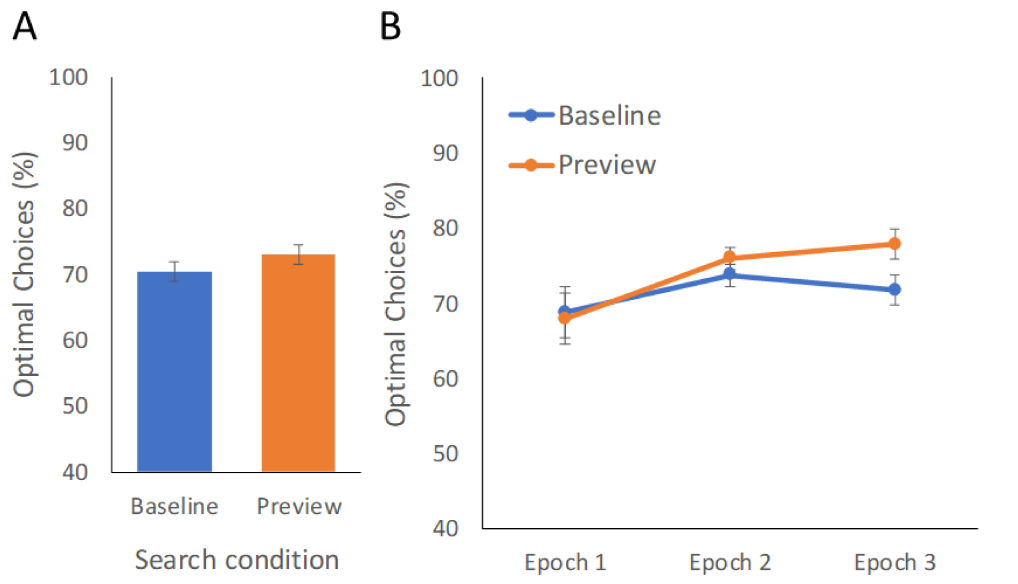 A
Optimal Choices (%)
100
90
80
70
60
50
40
Baseline Preview
Search condition
B
Optimal Choices (%)
100
90
80
70
60
50
40
Baseline
Preview
Epoch 1 Epoch 2 Epoch 3